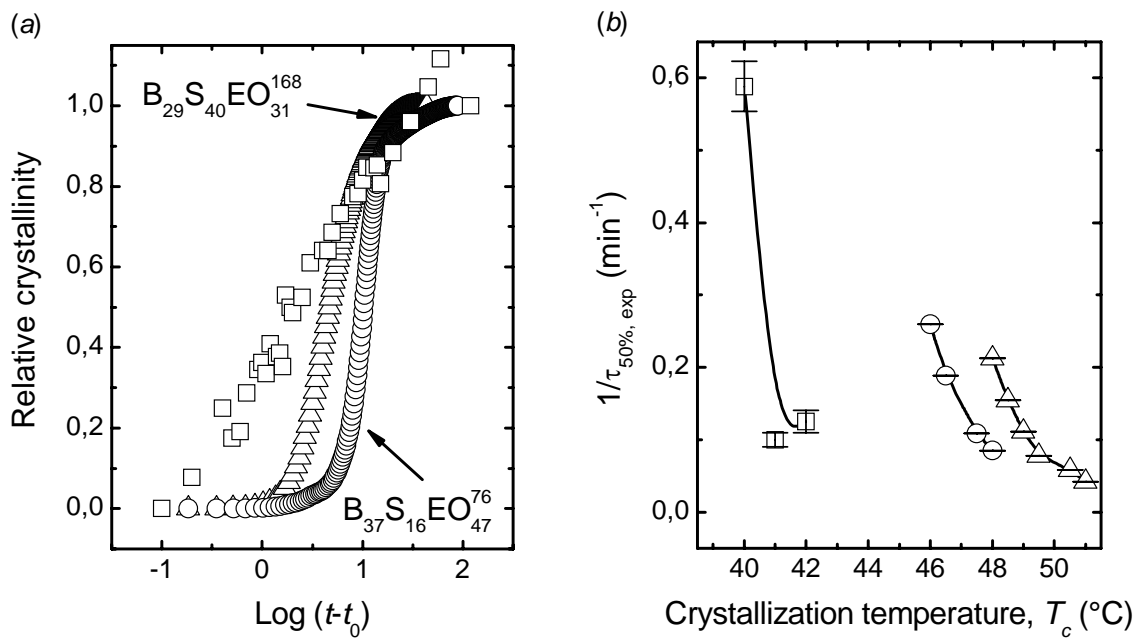 (a)
B₂₉S₄₀EO₃₁¹⁶⁸
B₃₇S₁₆EO₄₇⁷⁶
Relative crystallinity
1,0
0,8
0,6
0,4
0,2
0,0
-1 0 1 2
Log (t-t₀)
(b)
1/τ₅₀%, ₑₓₚ (min⁻¹)
0,6
0,4
0,2
0,0
40 42 44 46 48 50
Crystallization temperature, T_c (°C)